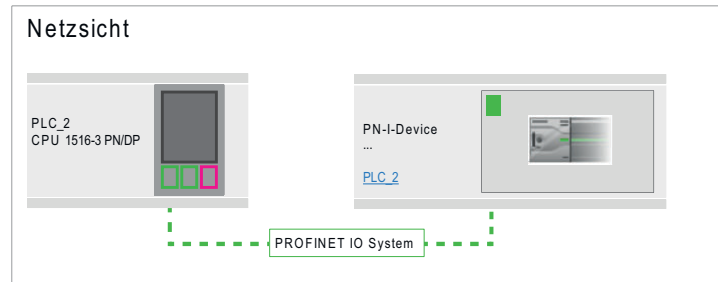 Netzsicht
PLC_2
CPU 1516-3 PN/DP
PN-I-Device
...
PLC_2
PROFINET IO System